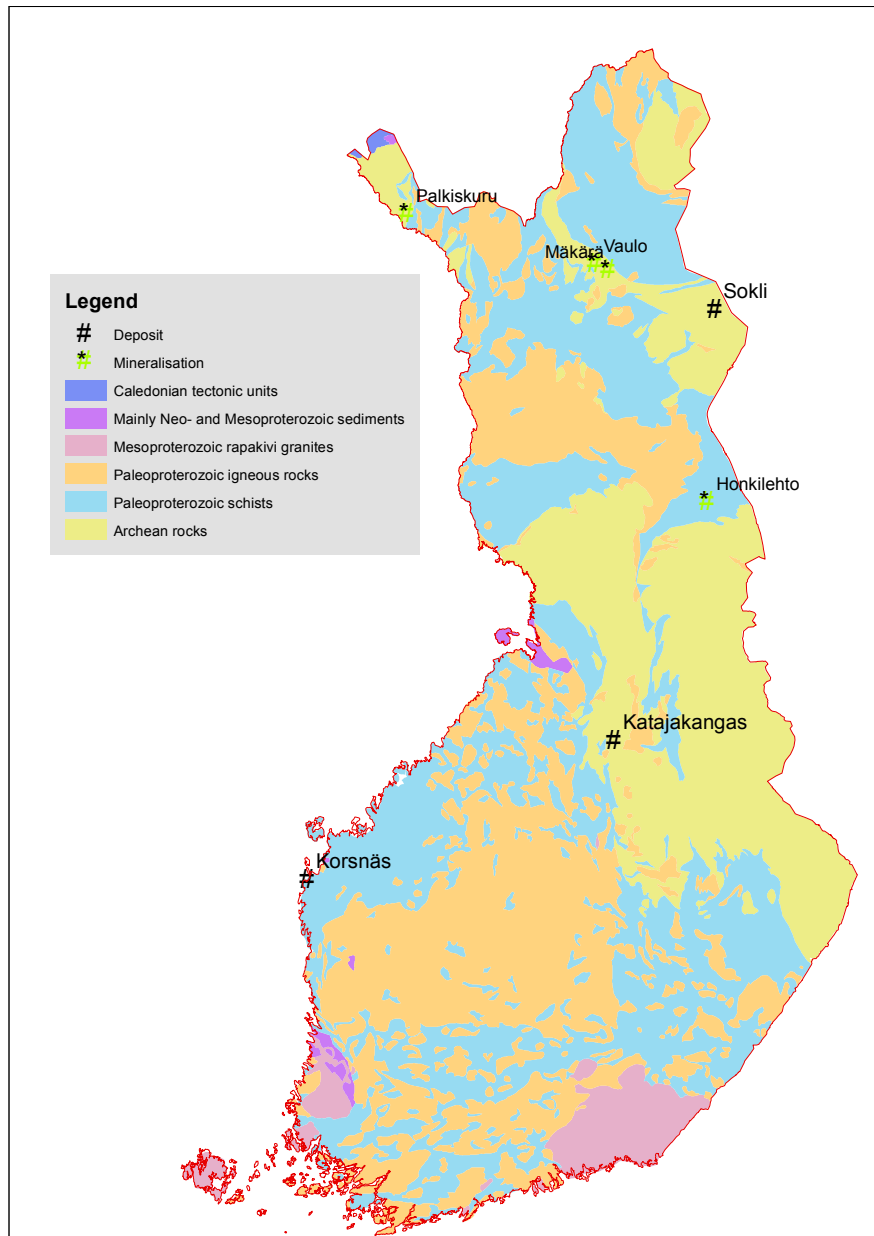 Palkiskuru
Mäkärä
Vaulo
Sokli
Legend
# Deposit
*# Mineralisation
Caledonian tectonic units
Mainly Neo- and Mesoproterozoic sediments
Mesoproterozoic rapakivi granites
Paleoproterozoic igneous rocks
Paleoproterozoic schists
Archean rocks
Honkilehto
Katajakangas
Korsnäs